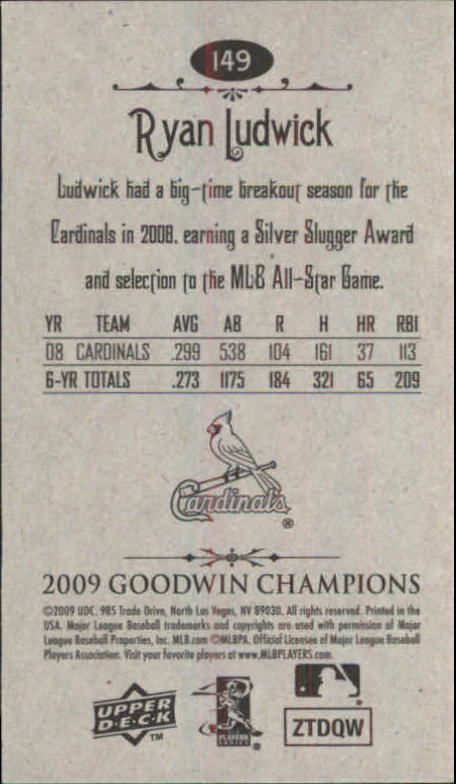 149
Ryan Ludwick
Ludwick had a big-time breakout season for the
Cardinals in 2008, earning a Silver Slugger Award
and selection to the MLB All-Star Game.
YR TEAM AVG AB R H HR RBI
08 CARDINALS .299 538 104 161 37 113
6-YR TOTALS .273 1175 184 321 65 209
Cardinals®
2009 GOODWIN CHAMPIONS
©2009 UDC. 985 Trade Drive, North Las Vegas, NV 89030. All rights reserved. Printed in the
USA. Major League Baseball trademarks and copyrights are used with permission of Major
League Baseball Properties, Inc. MLB.com ©MLBPA. Official Licensee of Major League Baseball
Players Association. Visit your favorite players at www.MLBPLAYERS.com.
UPPER
D·E·C·K
TM
PLAYERS
®
ZTDQW